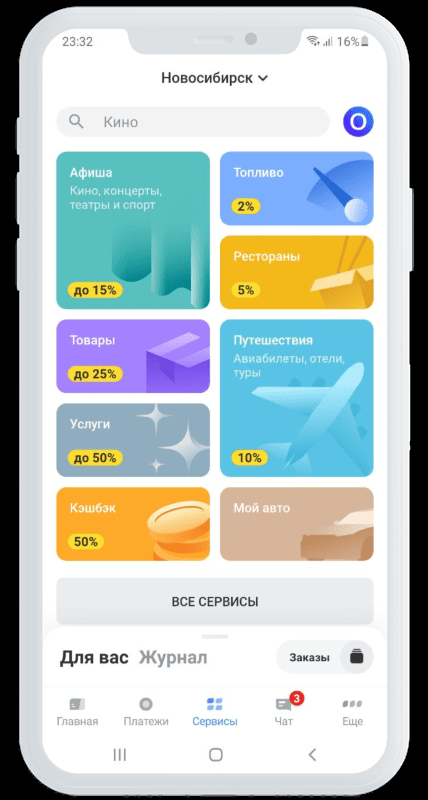 23:32
16%
Новосибирск
Кино
O
Афиша
Кино, концерты,
театры и спорт
до 15%
Топливо
2%
Рестораны
5%
Товары
до 25%
Путешествия
Авиабилеты, отели,
туры
10%
Услуги
до 50%
Кэшбэк
50%
Мой авто
ВСЕ СЕРВИСЫ
Для вас Журнал
Заказы
3
Главная Платежи Сервисы Чат Еще